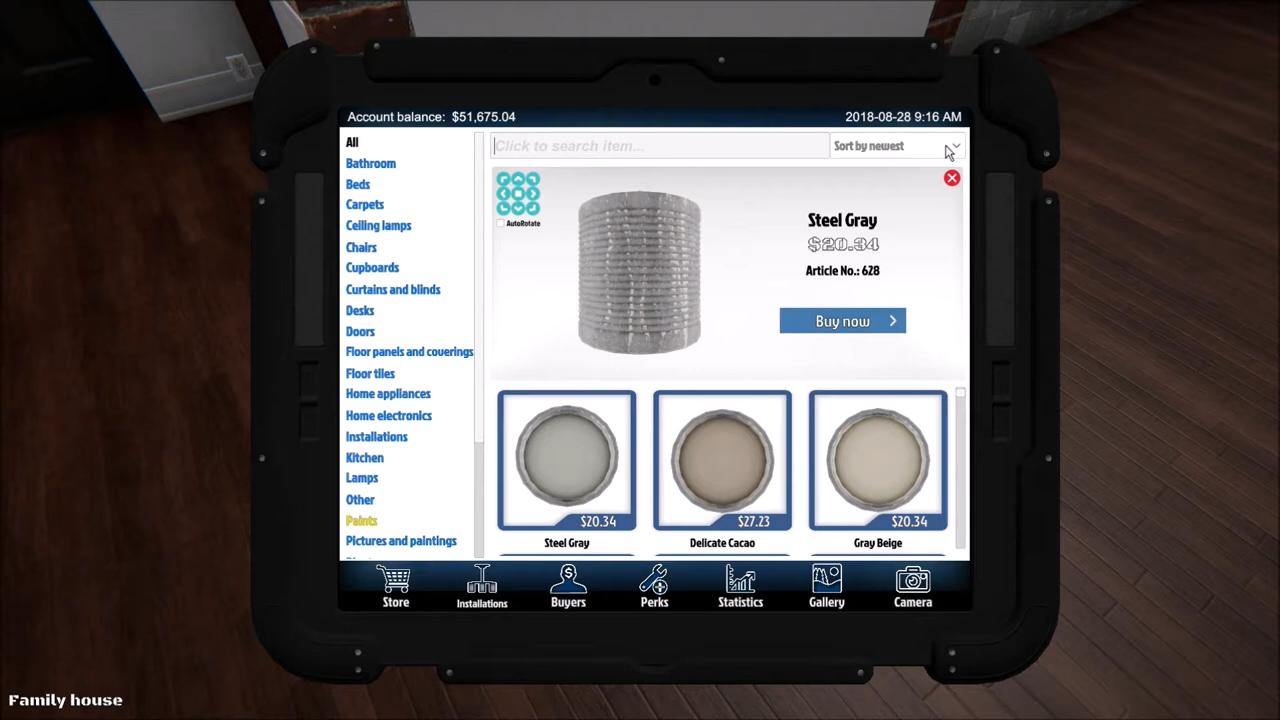 Account balance: $51,675.04
2018-08-28 9:16 AM
All
Bathroom
Beds
Carpets
Ceiling lamps
Chairs
Cupboards
Curtains and blinds
Desks
Doors
Floor panels and coverings
Floor tiles
Home appliances
Home electronics
Installations
Kitchen
Lamps
Other
Paints
Pictures and paintings
Click to search item...
Sort by newest
AutoRotate
Steel Gray
$20.34
Article No.: 628
Buy now
$20.34
Steel Gray
$27.23
Delicate Cacao
$20.34
Gray Beige
Store
Installations
Buyers
Perks
Statistics
Gallery
Camera
Family house